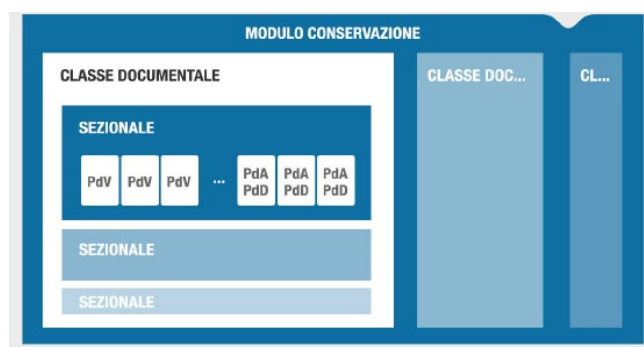 MODULO CONSERVAZIONE
CLASSE DOCUMENTALE
CLASSE DOC...
CL...
SEZIONALE
PdV PdV PdV ... PdA PdA PdA
PdD PdD PdD
SEZIONALE
SEZIONALE